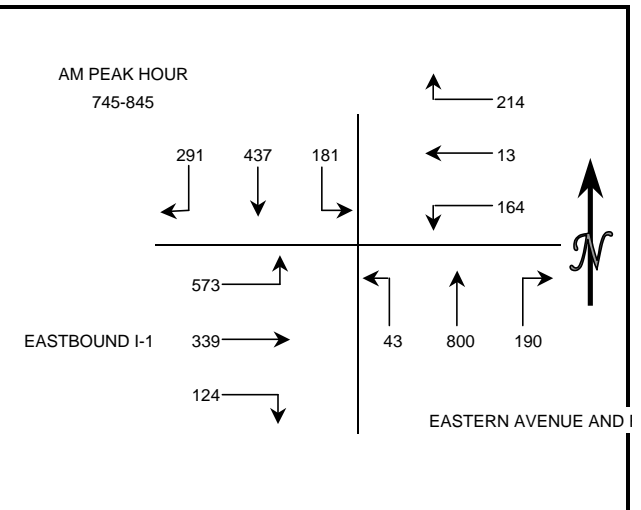 AM PEAK HOUR
745-845
214
291 437 181
13
164
N
573
EASTBOUND I-1 339
43 800 190
124
EASTERN AVENUE AND